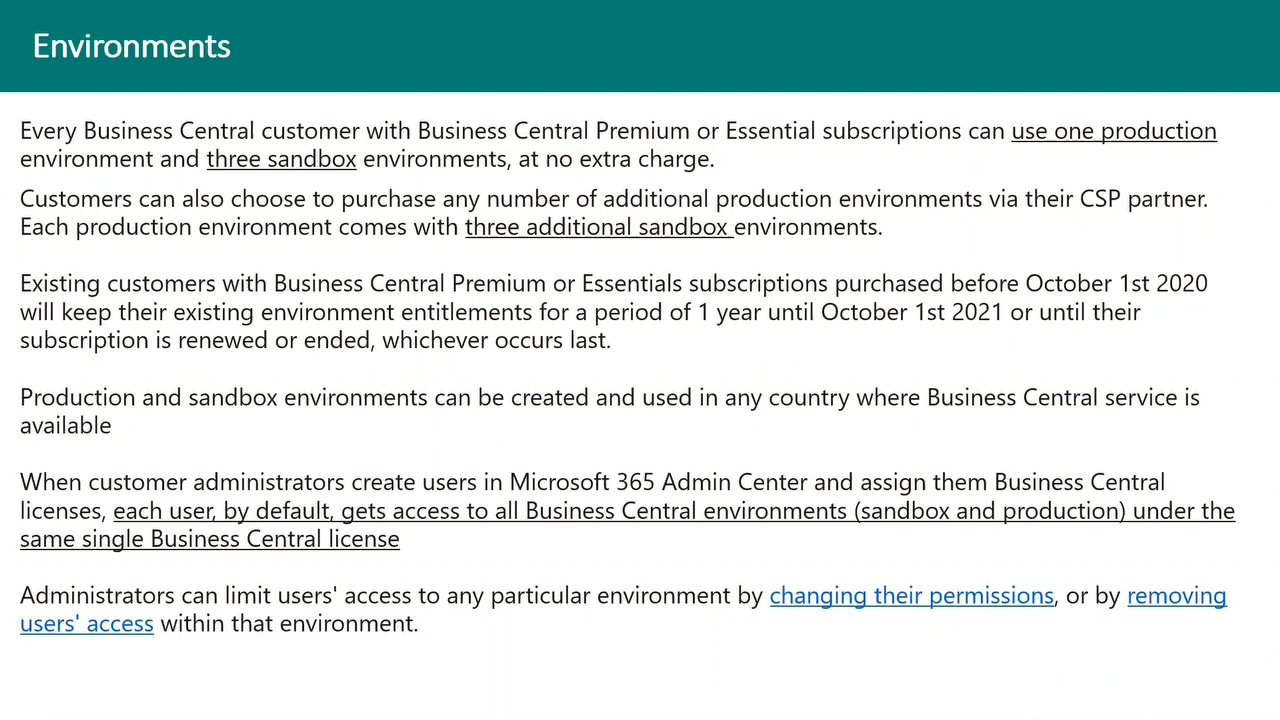 Environments
Every Business Central customer with Business Central Premium or Essential subscriptions can use one production
environment and three sandbox environments, at no extra charge.
Customers can also choose to purchase any number of additional production environments via their CSP partner.
Each production environment comes with three additional sandbox environments.
Existing customers with Business Central Premium or Essentials subscriptions purchased before October 1st 2020
will keep their existing environment entitlements for a period of 1 year until October 1st 2021 or until their
subscription is renewed or ended, whichever occurs last.
Production and sandbox environments can be created and used in any country where Business Central service is
available
When customer administrators create users in Microsoft 365 Admin Center and assign them Business Central
licenses, each user, by default, gets access to all Business Central environments (sandbox and production) under the
same single Business Central license
Administrators can limit users' access to any particular environment by changing their permissions, or by removing
users' access within that environment.